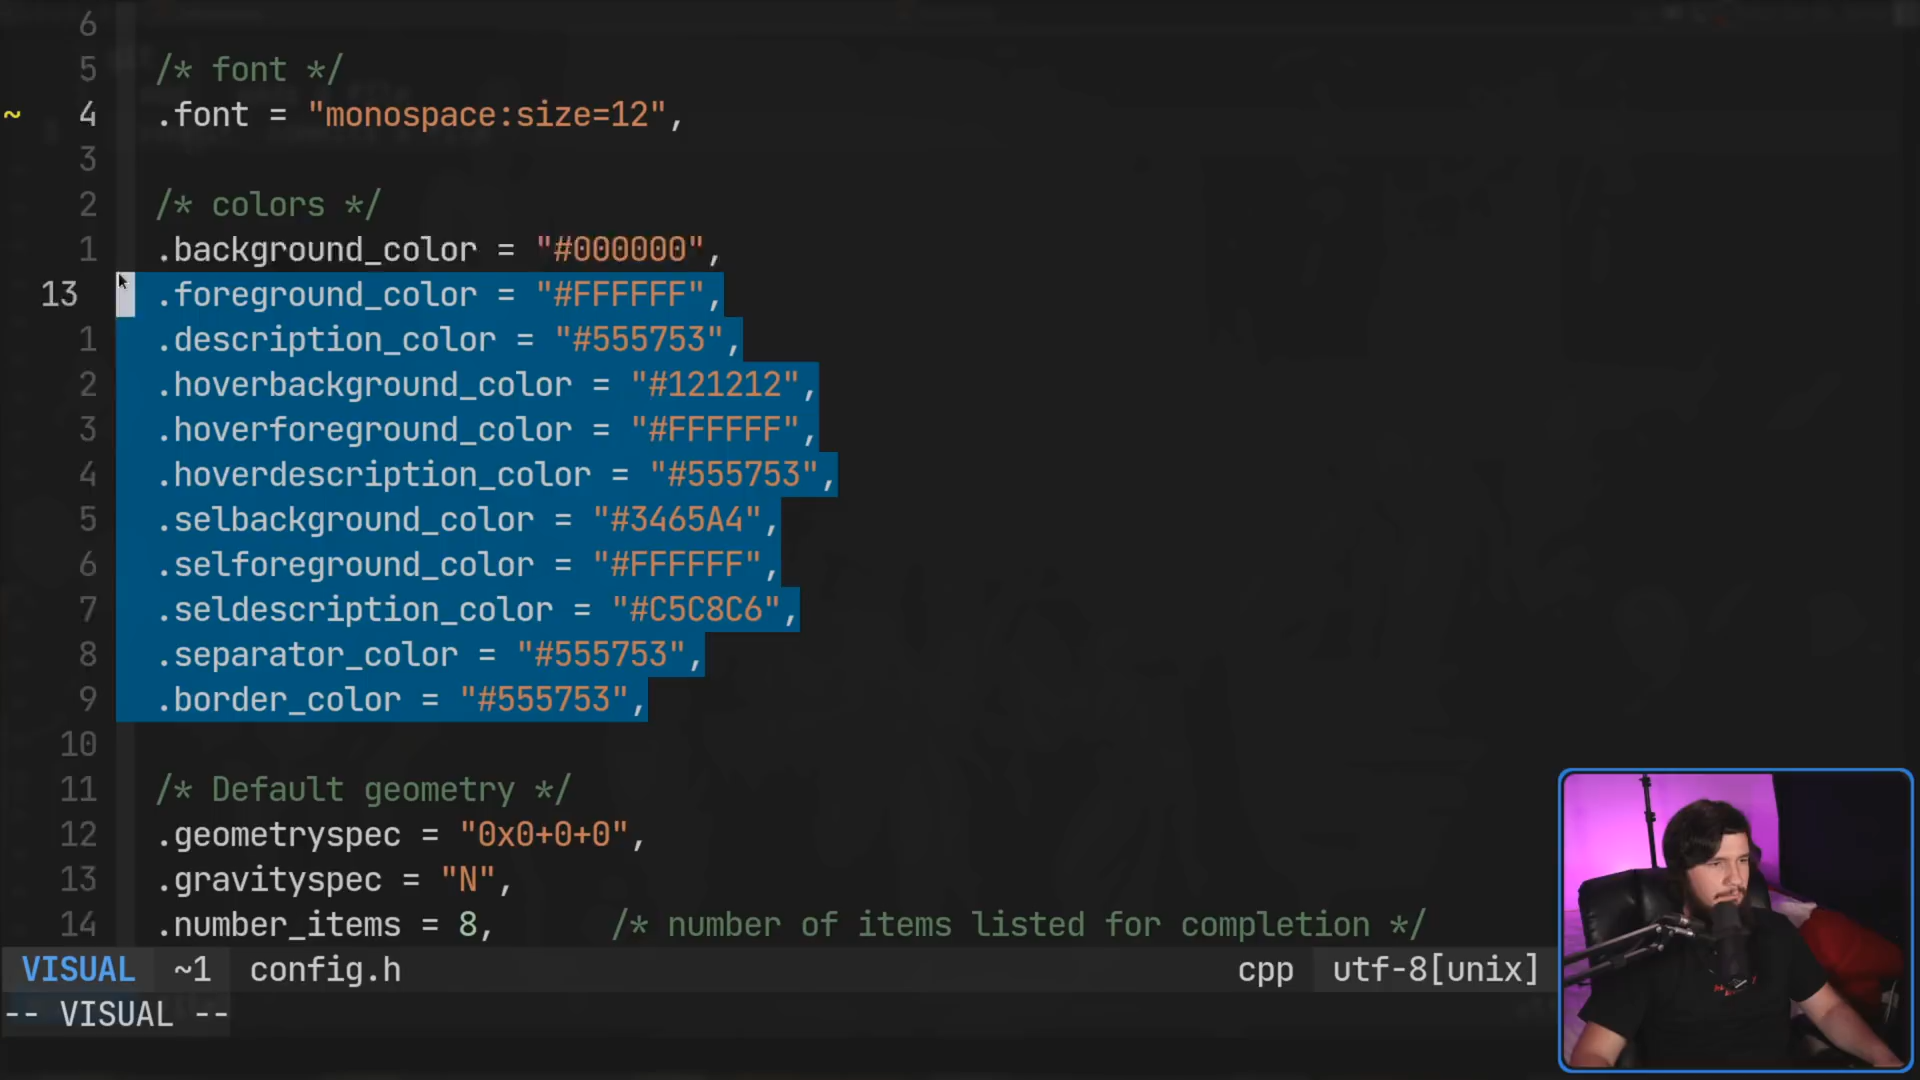 6
5 /* font */
~ 4 .font = "monospace:size=12",
3
2 /* colors */
1 .background_color = "#000000",
13 .foreground_color = "#FFFFFF",
1 .description_color = "#555753",
2 .hoverbackground_color = "#121212",
3 .hoverforeground_color = "#FFFFFF",
4 .hoverdescription_color = "#555753",
5 .selbackground_color = "#3465A4",
6 .selforeground_color = "#FFFFFF",
7 .seldescription_color = "#C5C8C6",
8 .separator_color = "#555753",
9 .border_color = "#555753",
10
11 /* Default geometry */
12 .geometryspec = "0x0+0+0",
13 .gravityspec = "N",
14 .number_items = 8, /* number of items listed for completion */
VISUAL ~1 config.h cpp utf-8[unix]
-- VISUAL --